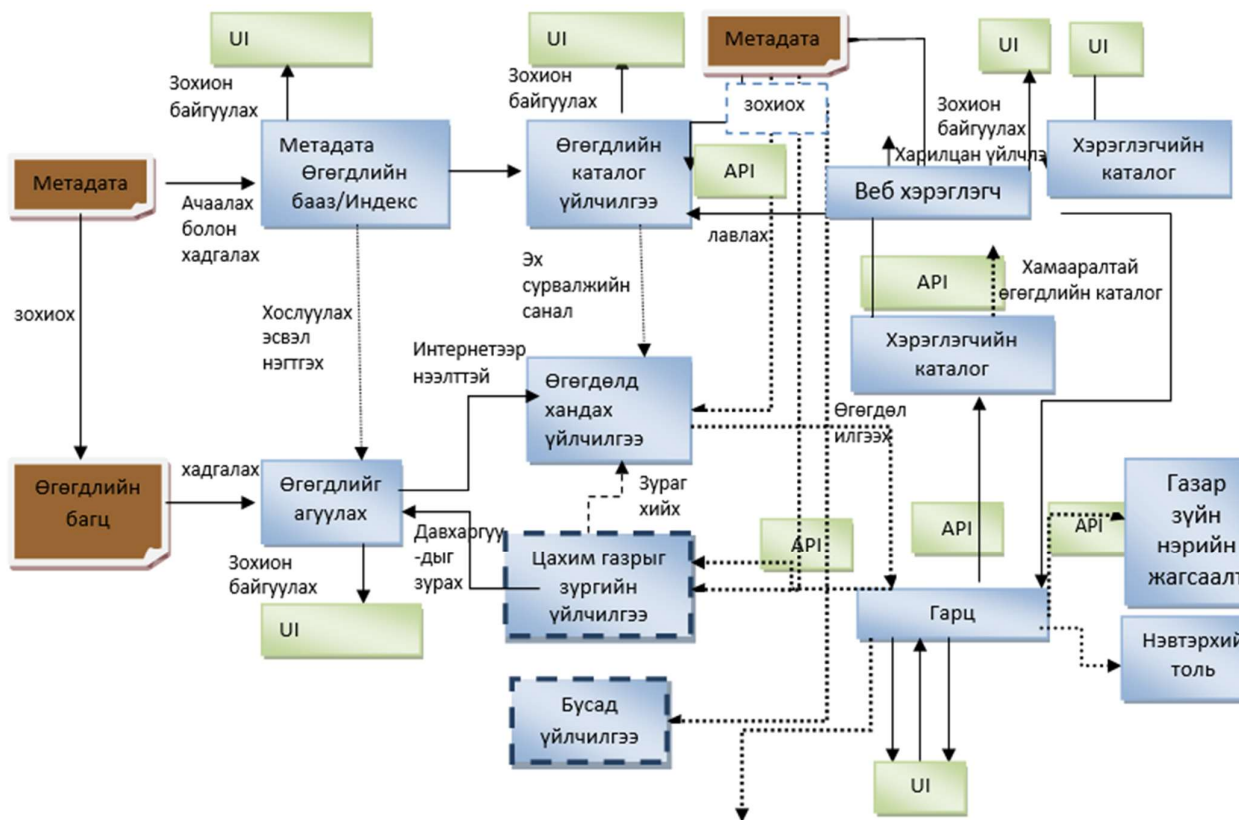 UI
UI
Метадата
UI
UI
Зохион
байгуулах
Зохион
байгуулах
зохиох
Зохион
байгуулах
Харилцан үйлчлэ
Метадата
Өгөгдлийн
бааз/Индекс
Өгөгдлийн
каталог
үйлчилгээ
API
Хэрэглэгчийн
каталог
Метадата
Веб хэрэглэгч
Ачаалах
болон
хадгалах
лавлах
Эх
сурвалжийн
санал
API
Хамааралтай
өгөгдлийн каталог
зохиох
Хослуулах
эсвэл
нэгтгэх
Интернетээр
нээлттэй
Хэрэглэгчийн
каталог
Өгөгдөлд
хандах
үйлчилгээ
Өгөгдөл
илгээх
Өгөгдлийн
багц
хадгалах
Өгөгдлийг
агуулах
Зураг
хийх
Газар
зүйн
нэрийн
жагсаалт
Давхаргуу
-дыг
зурах
API
API
API
Цахим газрыг
зургийн
үйлчилгээ
Зохион
байгуулах
UI
Гарц
Нэвтэрхий
толь
Бусад
үйлчилгээ
UI